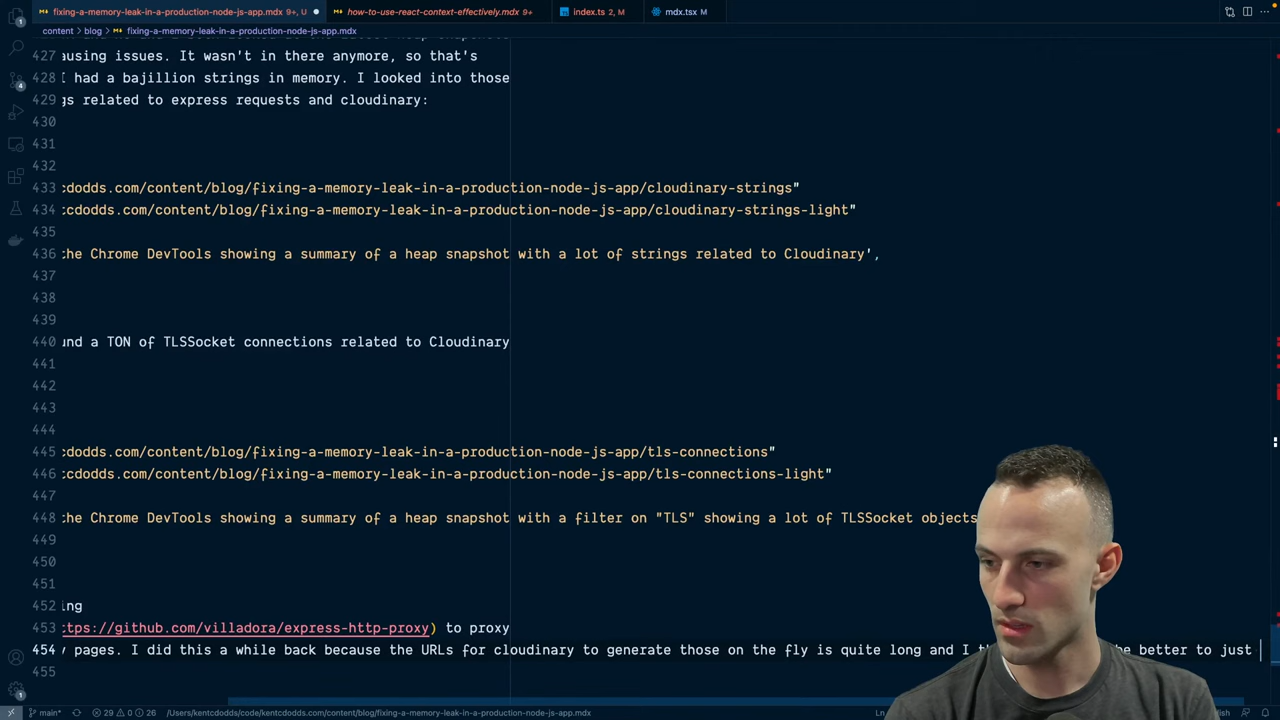 fixing-a-memory-leak-in-a-production-node-js-app.mdx 9+, U
how-to-use-react-context-effectively.mdx 9+
index.ts 2, M
mdx.tsx M
content > blog > fixing-a-memory-leak-in-a-production-node-js-app.mdx
427 ausing issues. It wasn't in there anymore, so that's
428 I had a bajillion strings in memory. I looked into those
429 gs related to express requests and cloudinary:
430
431
432
433 cdodds.com/content/blog/fixing-a-memory-leak-in-a-production-node-js-app/cloudinary-strings"
434 tcdodds.com/content/blog/fixing-a-memory-leak-in-a-production-node-js-app/cloudinary-strings-light"
435
436 the Chrome DevTools showing a summary of a heap snapshot with a lot of strings related to Cloudinary',
437
438
439
440 und a TON of TLSSocket connections related to Cloudinary
441
442
443
444
445 cdodds.com/content/blog/fixing-a-memory-leak-in-a-production-node-js-app/tls-connections"
446 tcdodds.com/content/blog/fixing-a-memory-leak-in-a-production-node-js-app/tls-connections-light"
447
448 the Chrome DevTools showing a summary of a heap snapshot with a filter on "TLS" showing a lot of TLSSocket objects
449
450
451
452 ing
453 ttps://github.com/villadora/express-http-proxy) to proxy
454 y pages. I did this a while back because the URLs for cloudinary to generate those on the fly is quite long and I be better to just
455
main* 29 0 26 /Users/kentcdodds/code/kentcdodds.com/content/blog/fixing-a-memory-leak-in-a-production-node-js-app.mdx Ln